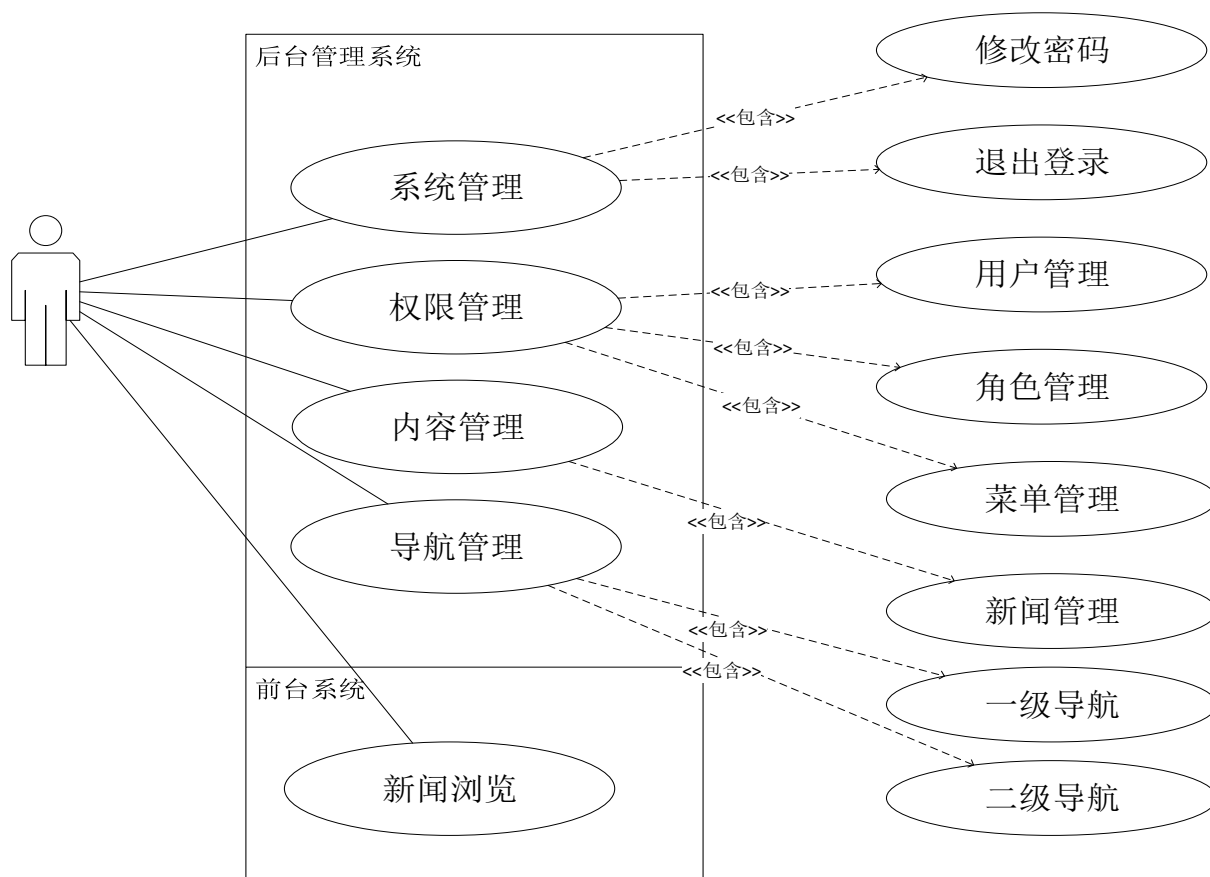 后台管理系统
修改密码
<<包含>>
系统管理
<<包含>>
退出登录
权限管理
<<包含>>
用户管理
<<包含>>
角色管理
<<包含>>
内容管理
菜单管理
<<包含>>
导航管理
新闻管理
<<包含>>
<<包含>>
前台系统
一级导航
新闻浏览
二级导航